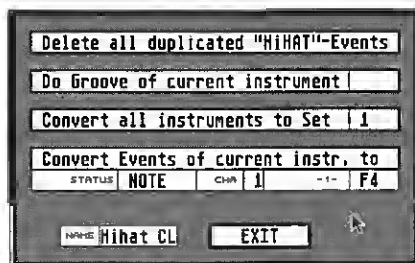 Delete all duplicated "HiHAT"-Events
Do Groove of current instrument
Convert all instruments to Set 1
Convert Events of current instr. to
STATUS NOTE CHA 1 -1- F4
NAME Hihat CL EXIT